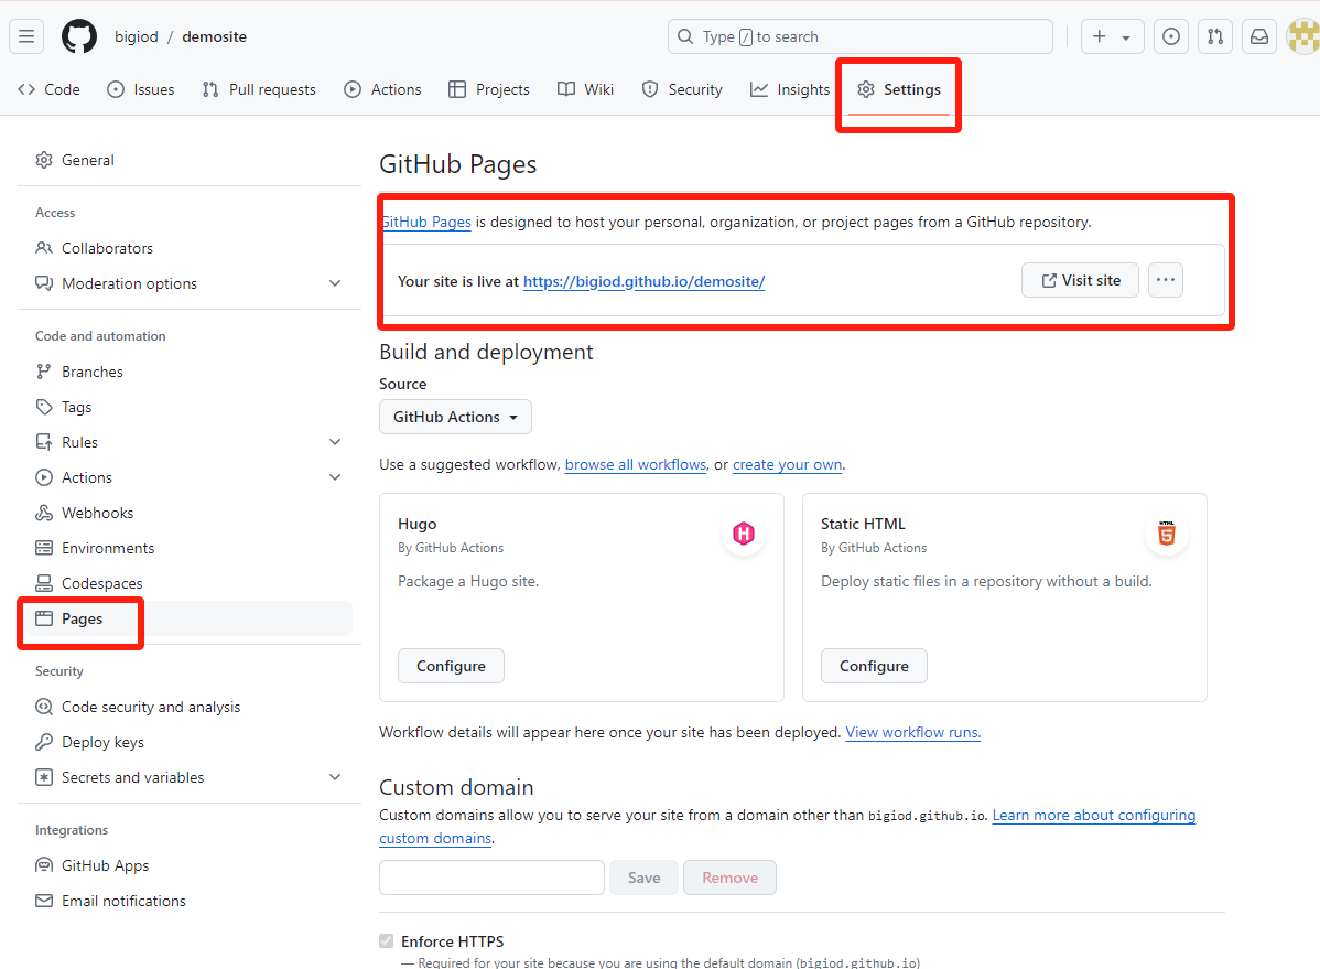 bigiod / demosite
Type / to search
Code Issues Pull requests Actions Projects Wiki Security Insights Settings
General
Access
Collaborators
Moderation options
Code and automation
Branches
Tags
Rules
Actions
Webhooks
Environments
Codespaces
Pages
Security
Code security and analysis
Deploy keys
Secrets and variables
Integrations
GitHub Apps
Email notifications
GitHub Pages
GitHub Pages is designed to host your personal, organization, or project pages from a GitHub repository.
Your site is live at https://bigiod.github.io/demosite/
Visit site
Build and deployment
Source
GitHub Actions
Use a suggested workflow, browse all workflows, or create your own.
Hugo
By GitHub Actions
Package a Hugo site.
Configure
Static HTML
By GitHub Actions
Deploy static files in a repository without a build.
Configure
HTML
5
Workflow details will appear here once your site has been deployed. View workflow runs.
Custom domain
Custom domains allow you to serve your site from a domain other than bigiod.github.io. Learn more about configuring
custom domains.
Save
Remove
Enforce HTTPS
— Required for your site because you are using the default domain (bigiod.github.io)